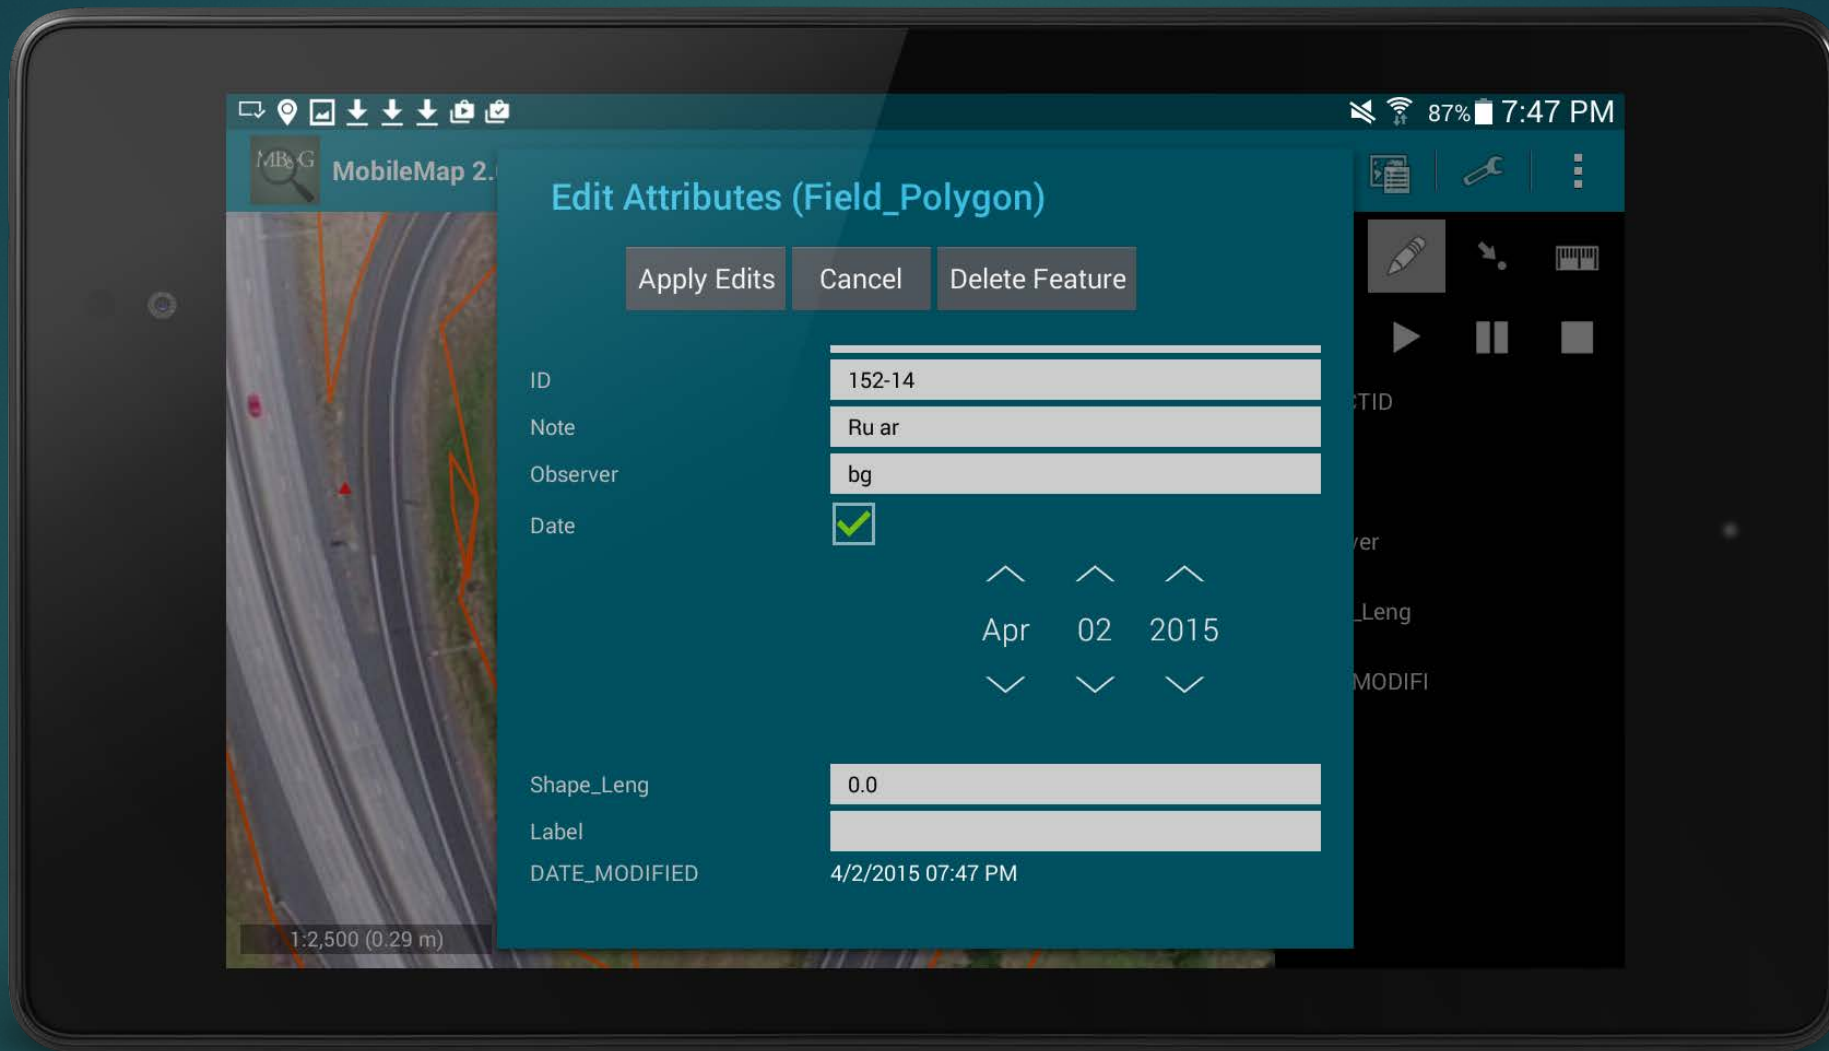 87% 7:47 PM
MB&G
MobileMap 2.
Edit Attributes (Field_Polygon)
Apply Edits Cancel Delete Feature
ID 152-14
Note Ru ar
Observer bg
Date
Apr 02 2015
Shape_Leng 0.0
Label
DATE_MODIFIED 4/2/2015 07:47 PM
CTID
ver
_Leng
MODIFI
1:2,500 (0.29 m)